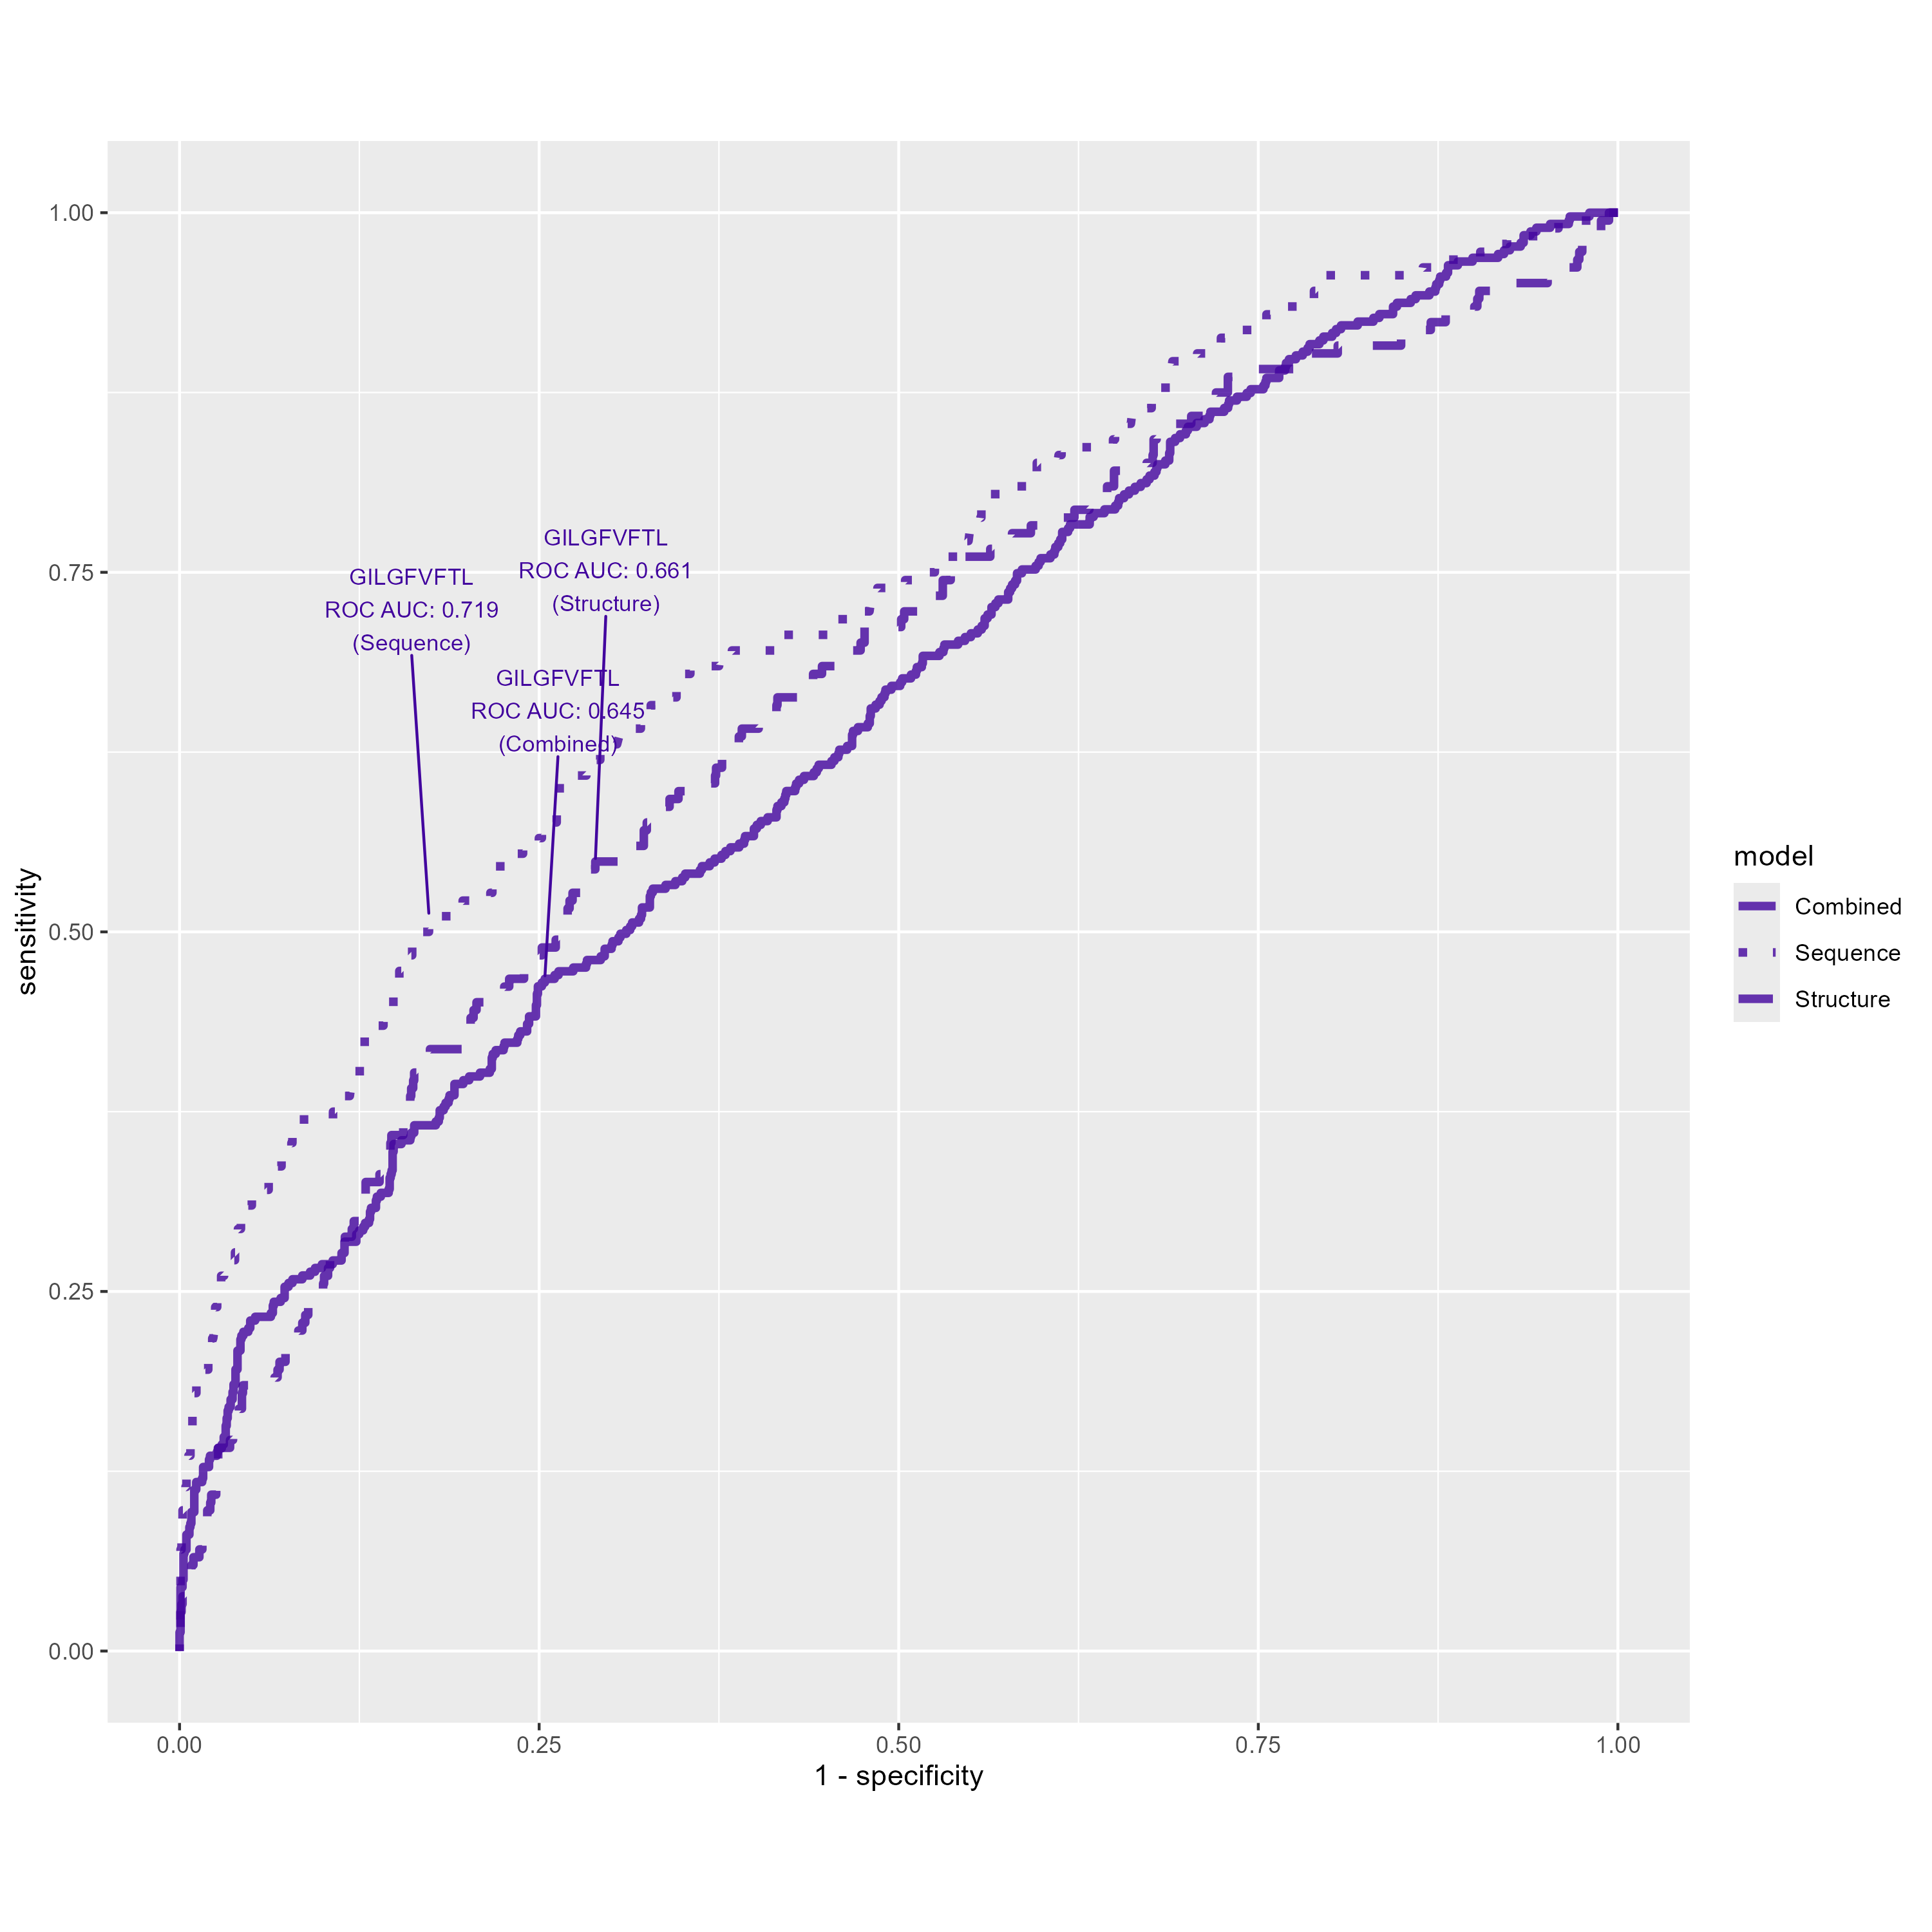 GILGFVFTL
ROC AUC: 0.719
(Sequence)
GILGFVFTL
ROC AUC: 0.661
(Structure)
GILGFVFTL
ROC AUC: 0.645
(Combined)
1.00
0.75
0.50
0.25
0.00
sensitivity
0.00
0.25
0.50
0.75
1.00
1 - specificity
model
Combined
Sequence
Structure